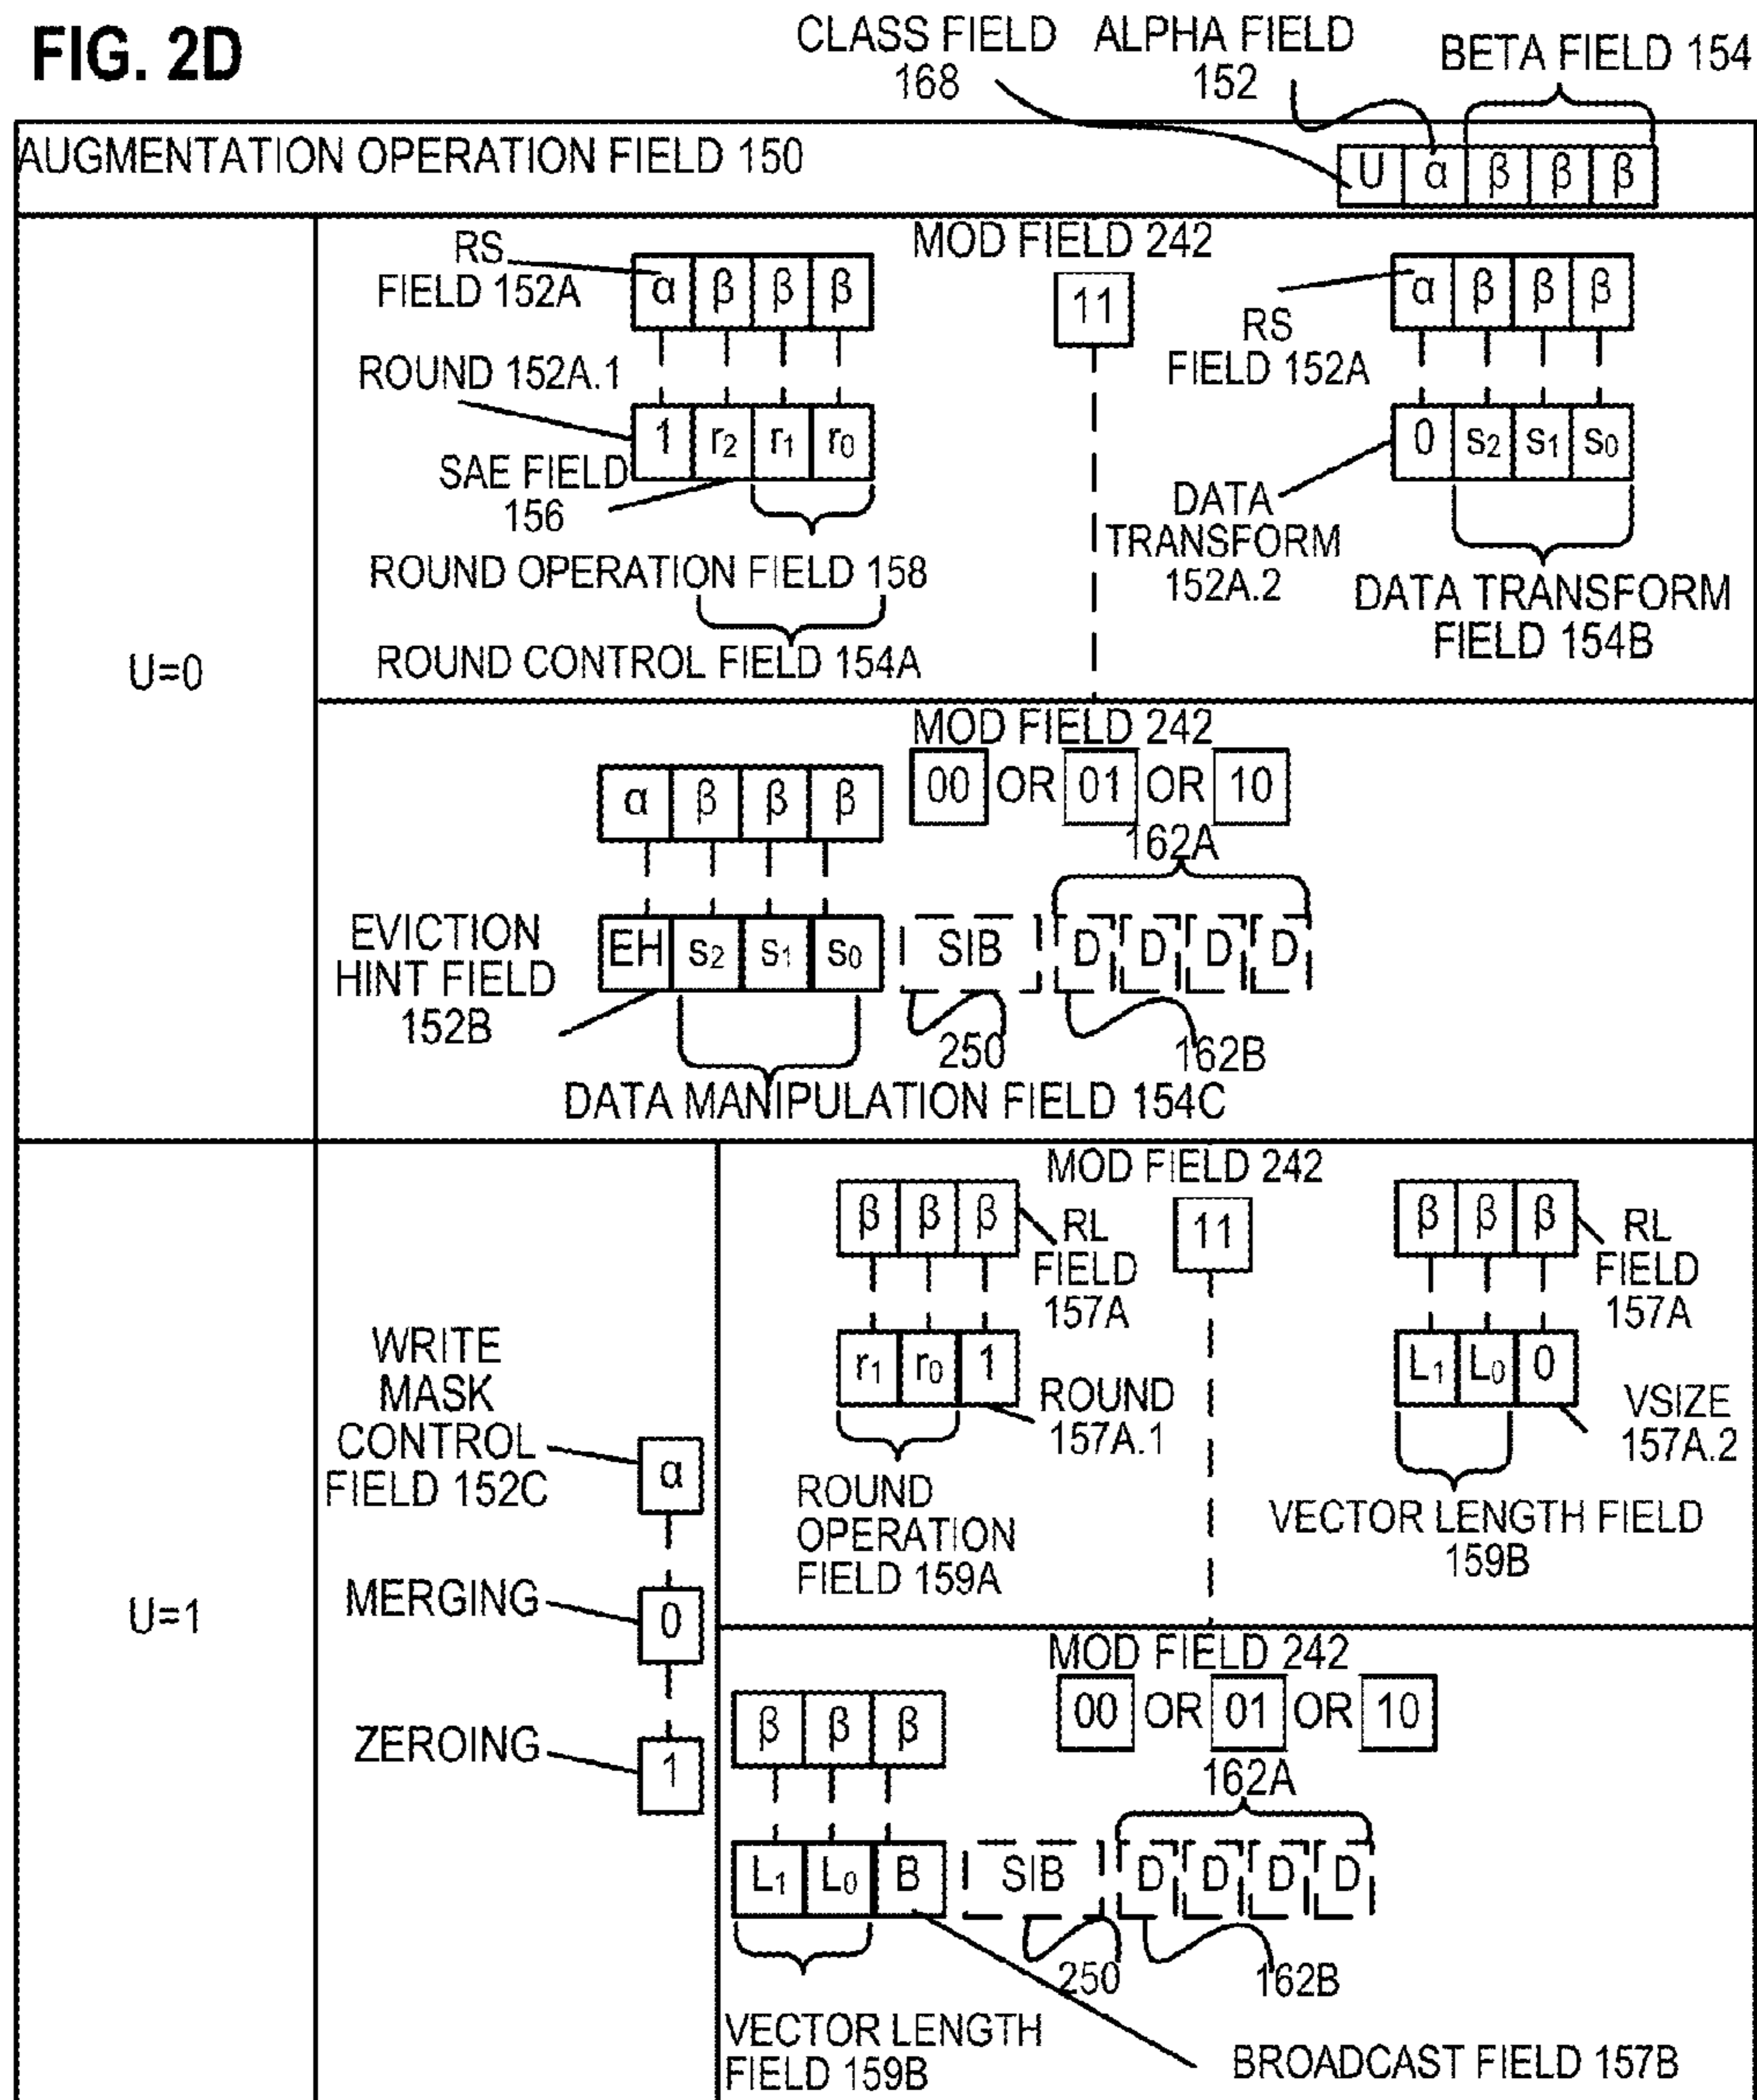 FIG. 2D
CLASS FIELD
168
ALPHA FIELD
152
BETA FIELD 154
AUGMENTATION OPERATION FIELD 150
U α β β β
U=0
RS
FIELD 152A
α β β β
ROUND 152A.1
1 r₂ r₁ r₀
SAE FIELD
156
ROUND OPERATION FIELD 158
ROUND CONTROL FIELD 154A
MOD FIELD 242
11
α β β β
RS
FIELD 152A
0 s₂ s₁ s₀
DATA
TRANSFORM
152A.2
DATA TRANSFORM
FIELD 154B
MOD FIELD 242
00 OR 01 OR 10
α β β β
162A
EVICTION
HINT FIELD
152B
EH s₂ s₁ s₀ SIB D D D D
250
162B
DATA MANIPULATION FIELD 154C
U=1
WRITE
MASK
CONTROL
FIELD 152C
α
MERGING
0
ZEROING
1
MOD FIELD 242
11
β β β
RL
FIELD
157A
r₁ r₀ 1
ROUND
157A.1
ROUND
OPERATION
FIELD 159A
β β β
RL
FIELD
157A
L₁ L₀ 0
VSIZE
157A.2
VECTOR LENGTH FIELD
159B
MOD FIELD 242
00 OR 01 OR 10
β β β
162A
L₁ L₀ B SIB D D D D
250
162B
VECTOR LENGTH
FIELD 159B
BROADCAST FIELD 157B